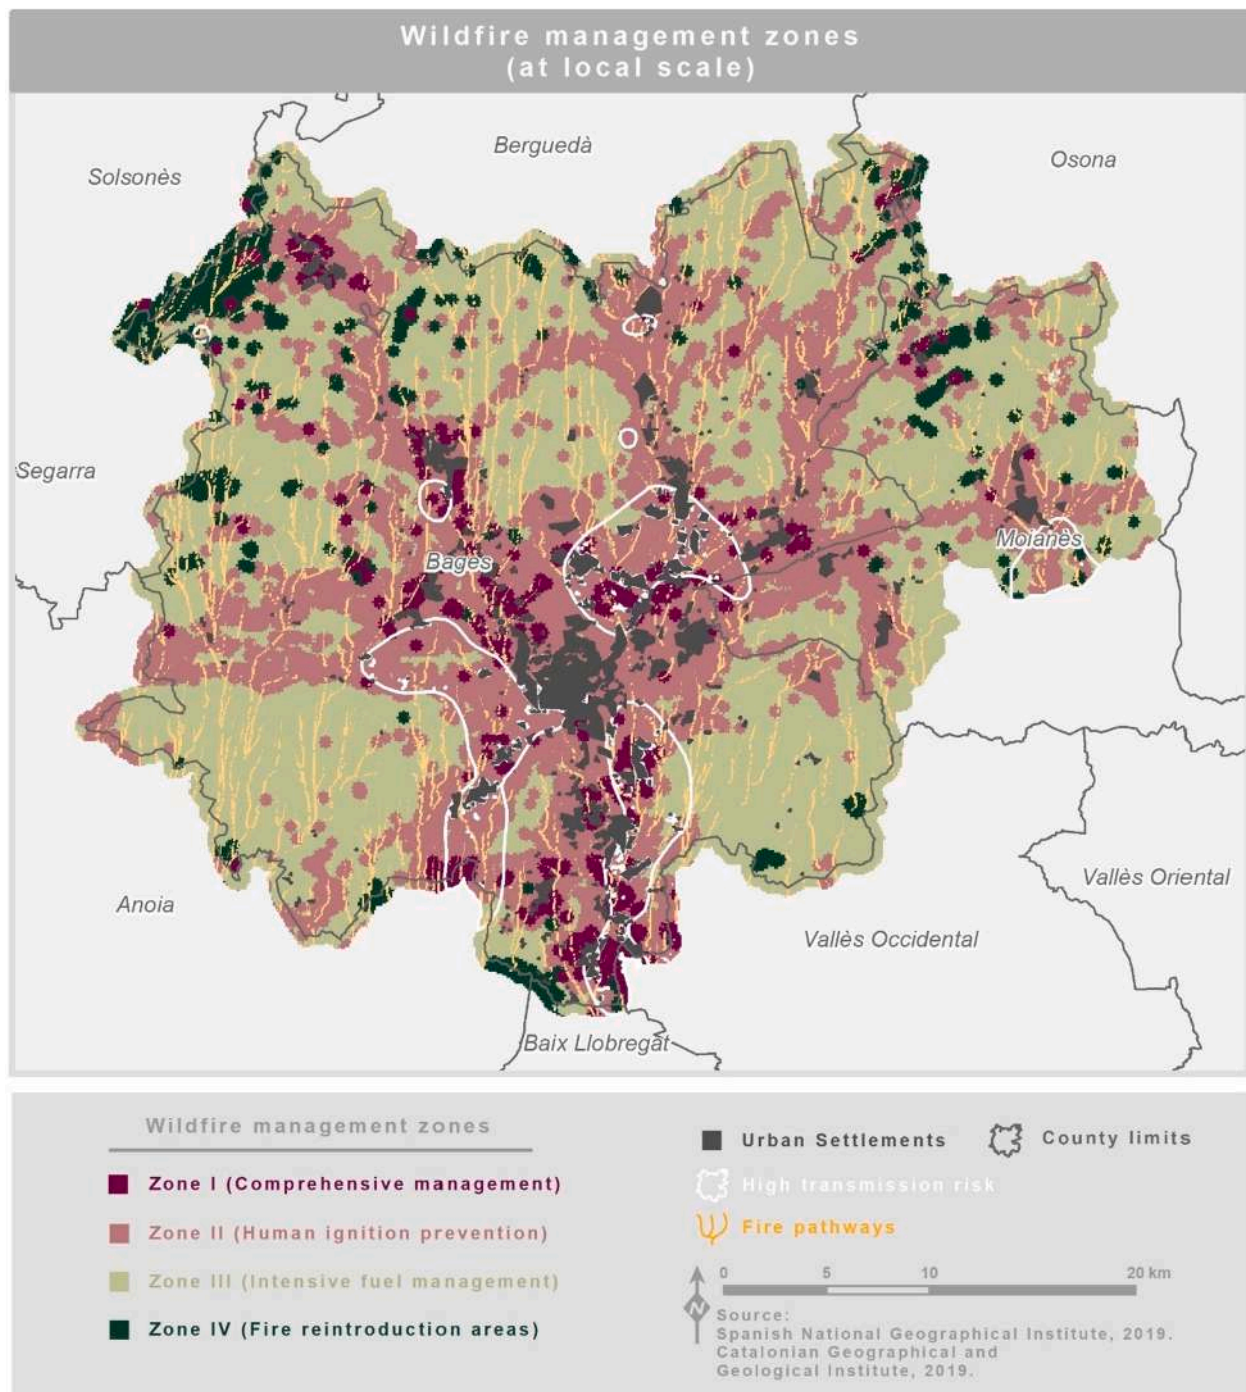 Wildfire management zones
(at local scale)
Berguedà
Osona
Solsonès
Segarra
Moianès
Bages
Vallès Oriental
Anoia
Vallès Occidental
Baix Llobregat
Wildfire management zones
Zone I (Comprehensive management)
Zone II (Human ignition prevention)
Zone III (Intensive fuel management)
Zone IV (Fire reintroduction areas)
Urban Settlements
County limits
High transmission risk
Fire pathways
0 5 10 20 km
N
Source:
Spanish National Geographical Institute, 2019.
Catalonian Geographical and
Geological Institute, 2019.